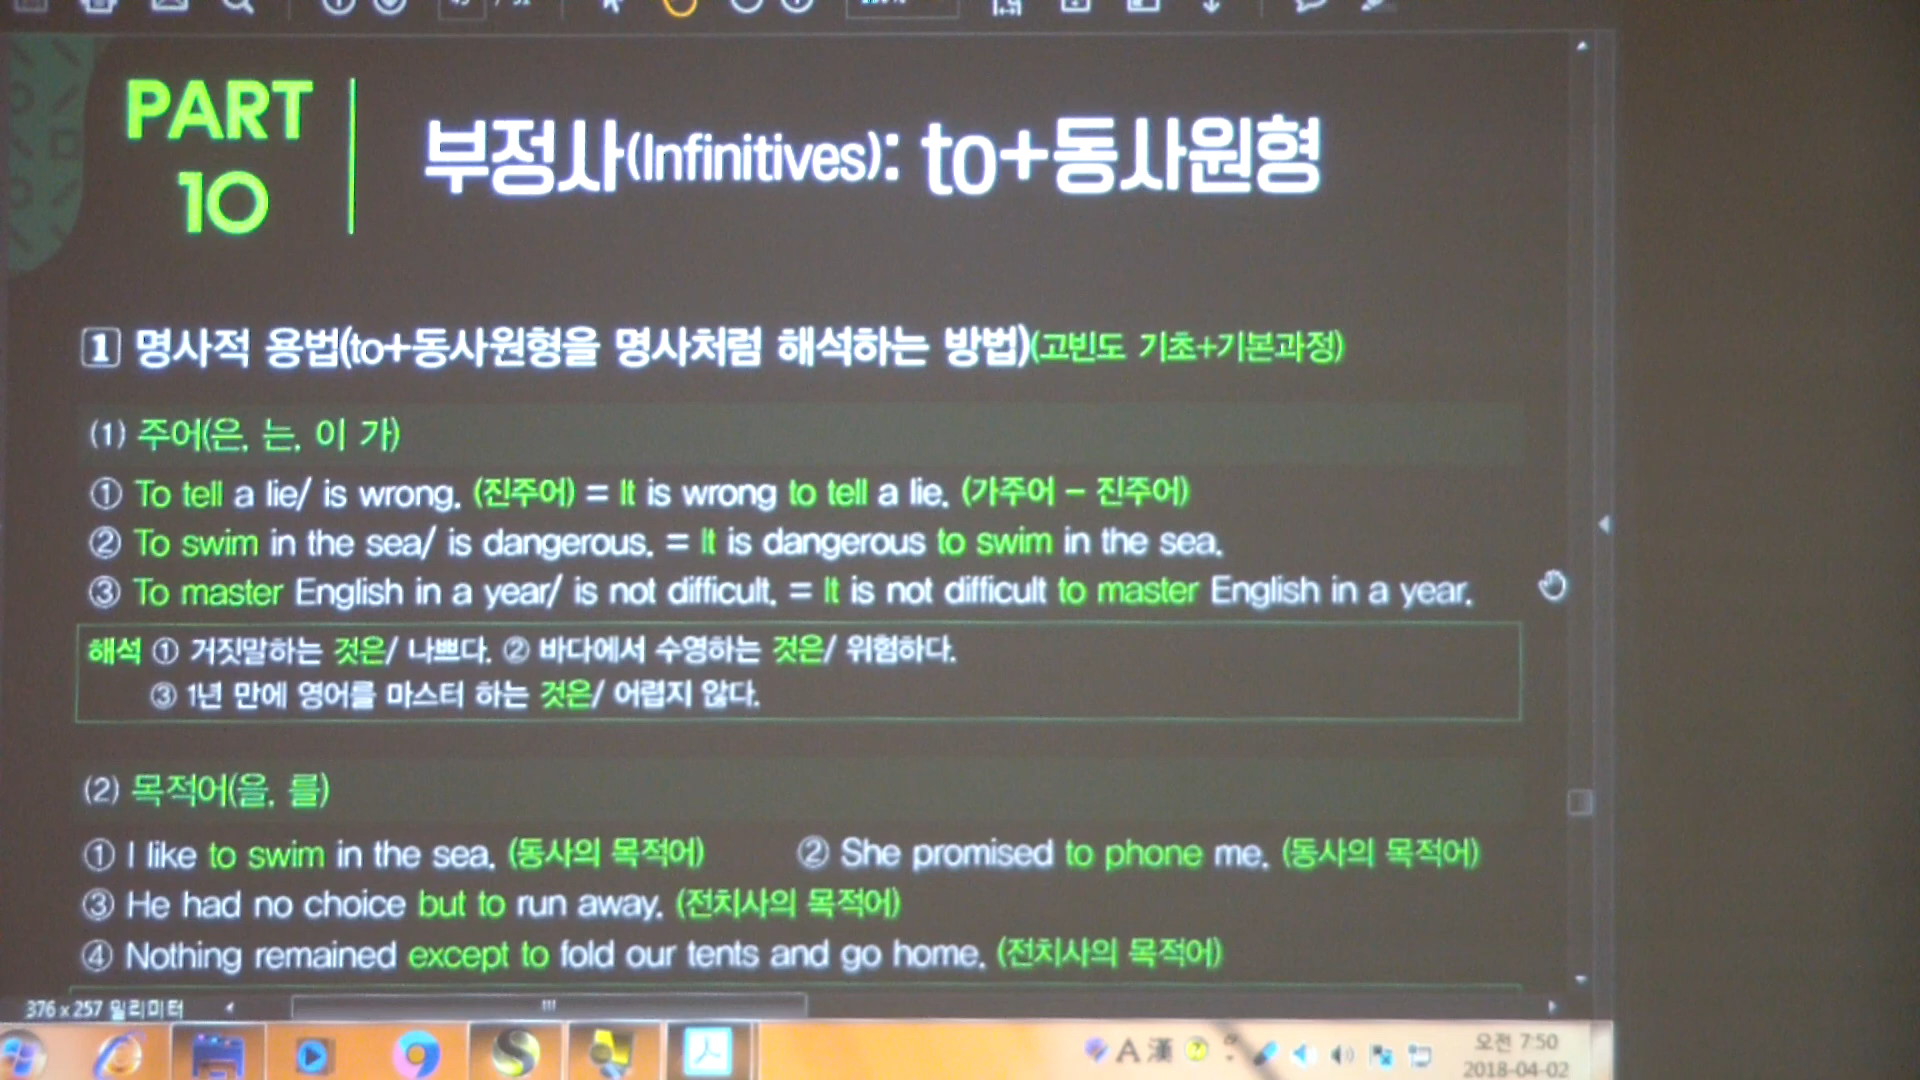 PART
10
부정사(Infinitives): to+동사원형
1 명사적 용법(to+동사원형을 명사처럼 해석하는 방법)(고빈도 기초+기본과정)
(1) 주어(은, 는, 이 가)
① To tell a lie/ is wrong. (진주어) = It is wrong to tell a lie. (가주어 – 진주어)
② To swim in the sea/ is dangerous. = It is dangerous to swim in the sea.
③ To master English in a year/ is not difficult. = It is not difficult to master English in a year.
해석 ① 거짓말하는 것은/ 나쁘다. ② 바다에서 수영하는 것은/ 위험하다.
③ 1년 만에 영어를 마스터 하는 것은/ 어렵지 않다.
(2) 목적어(을, 를)
① I like to swim in the sea. (동사의 목적어) ② She promised to phone me. (동사의 목적어)
③ He had no choice but to run away. (전치사의 목적어)
④ Nothing remained except to fold our tents and go home. (전치사의 목적어)
376 x 257 밀리미터
A 漢
오전 7:50
2018-04-02